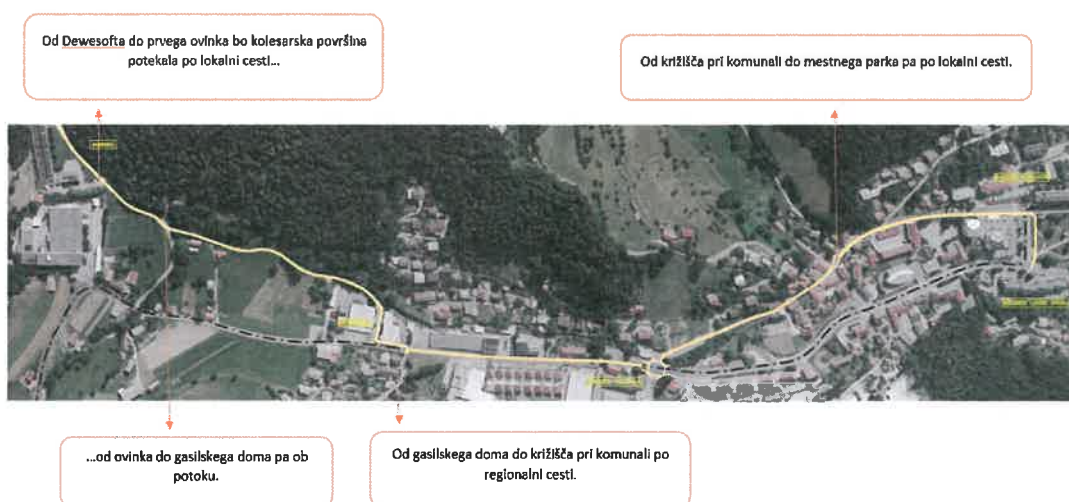 Od Dewesofta do prvega ovinka bo kolesarska površina
potekala po lokalni cesti...
Od križišča pri komunali do mestnega parka pa po lokalni cesti.
...od ovinka do gasilskega doma pa ob
potoku.
Od gasilskega doma do križišča pri komunali po
regionalni cesti.